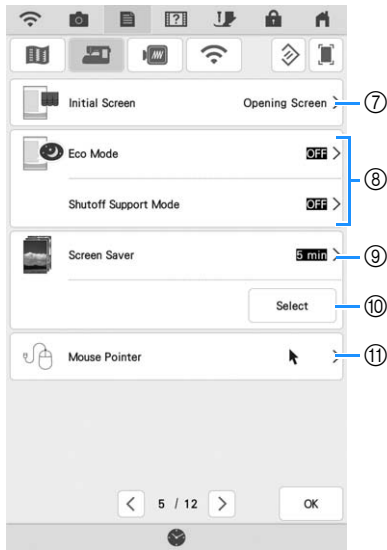 Initial Screen Opening Screen > ⑦
Eco Mode OFF >
⑧
Shutoff Support Mode OFF >
Screen Saver 5 min > ⑨
Select ⑩
Mouse Pointer > ⑪
< 5 / 12 > OK